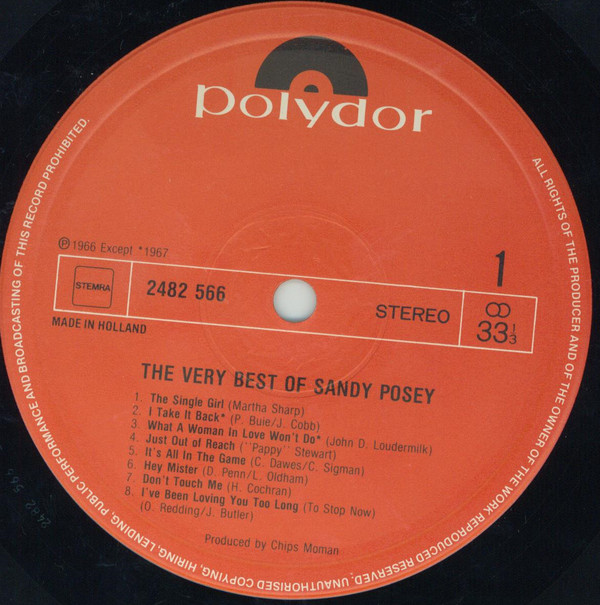 polydor
℗ 1966 Except *1967
1
STEMRA
2482 566
STEREO
33 1/3
MADE IN HOLLAND
THE VERY BEST OF SANDY POSEY
1. The Single Girl (Martha Sharp)
2. I Take It Back* (P. Buie/J. Cobb)
3. What A Woman In Love Won't Do* (John D. Loudermilk)
4. Just Out of Reach (''Pappy'' Stewart)
5. It's All In The Game (C. Dawes/C. Sigman)
6. Hey Mister (D. Penn/L. Oldham)
7. Don't Touch Me (H. Cochran)
8. I've Been Loving You Too Long (To Stop Now)
(O. Redding/J. Butler)
Produced by Chips Moman
ALL RIGHTS OF THE PRODUCER AND OF THE OWNER OF THE WORK REPRODUCED RESERVED. UNAUTHORISED COPYING, HIRING, LENDING, PUBLIC PERFORMANCE AND BROADCASTING OF THIS RECORD PROHIBITED.
2482 566